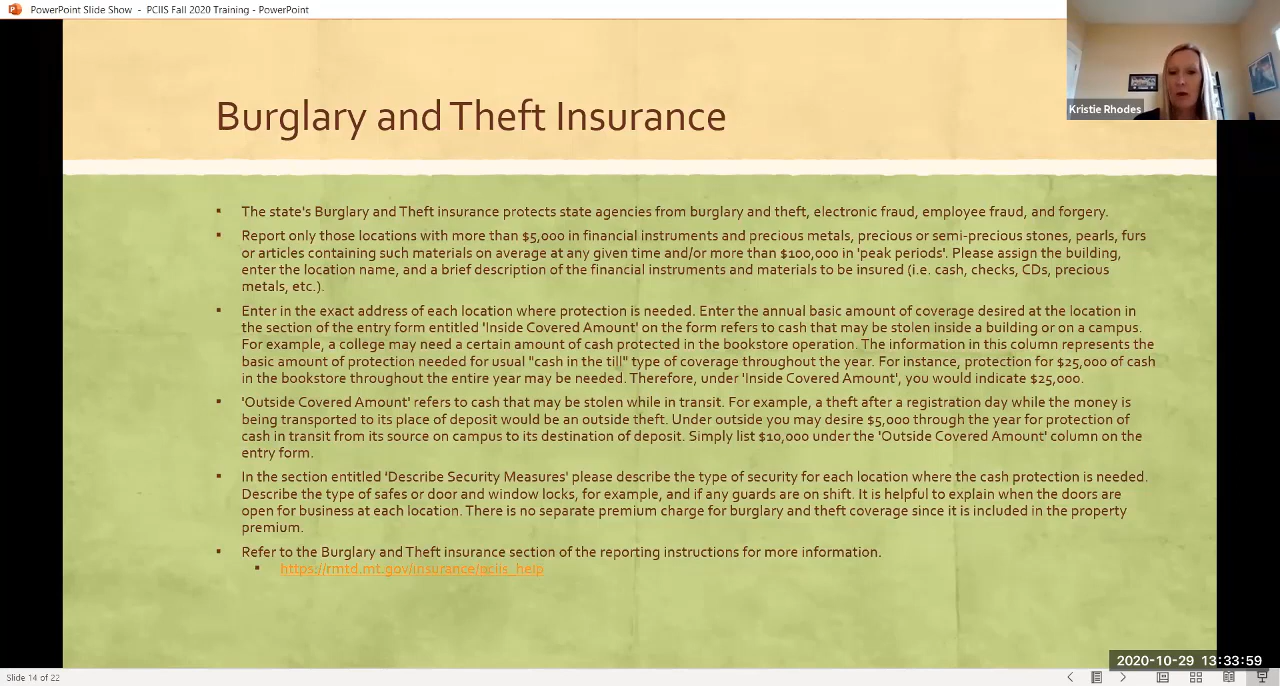 PowerPoint Slide Show - PCIIS Fall 2020 Training - PowerPoint
Kristie Rhodes
Burglary and Theft Insurance
▪ The state's Burglary and Theft insurance protects state agencies from burglary and theft, electronic fraud, employee fraud, and forgery.
▪ Report only those locations with more than $5,000 in financial instruments and precious metals, precious or semi-precious stones, pearls, furs
or articles containing such materials on average at any given time and/or more than $100,000 in 'peak periods'. Please assign the building,
enter the location name, and a brief description of the financial instruments and materials to be insured (i.e. cash, checks, CDs, precious
metals, etc.).
▪ Enter in the exact address of each location where protection is needed. Enter the annual basic amount of coverage desired at the location in
the section of the entry form entitled 'Inside Covered Amount' on the form refers to cash that may be stolen inside a building or on a campus.
For example, a college may need a certain amount of cash protected in the bookstore operation. The information in this column represents the
basic amount of protection needed for usual "cash in the till" type of coverage throughout the year. For instance, protection for $25,000 of cash
in the bookstore throughout the entire year may be needed. Therefore, under 'Inside Covered Amount', you would indicate $25,000.
▪ 'Outside Covered Amount' refers to cash that may be stolen while in transit. For example, a theft after a registration day while the money is
being transported to its place of deposit would be an outside theft. Under outside you may desire $5,000 through the year for protection of
cash in transit from its source on campus to its destination of deposit. Simply list $10,000 under the 'Outside Covered Amount' column on the
entry form.
▪ In the section entitled 'Describe Security Measures' please describe the type of security for each location where the cash protection is needed.
Describe the type of safes or door and window locks, for example, and if any guards are on shift. It is helpful to explain when the doors are
open for business at each location. There is no separate premium charge for burglary and theft coverage since it is included in the property
premium.
▪ Refer to the Burglary and Theft insurance section of the reporting instructions for more information.
▪ https://rmtd.mt.gov/insurance/pciis_help
2020-10-29 13:33:59
Slide 14 of 22